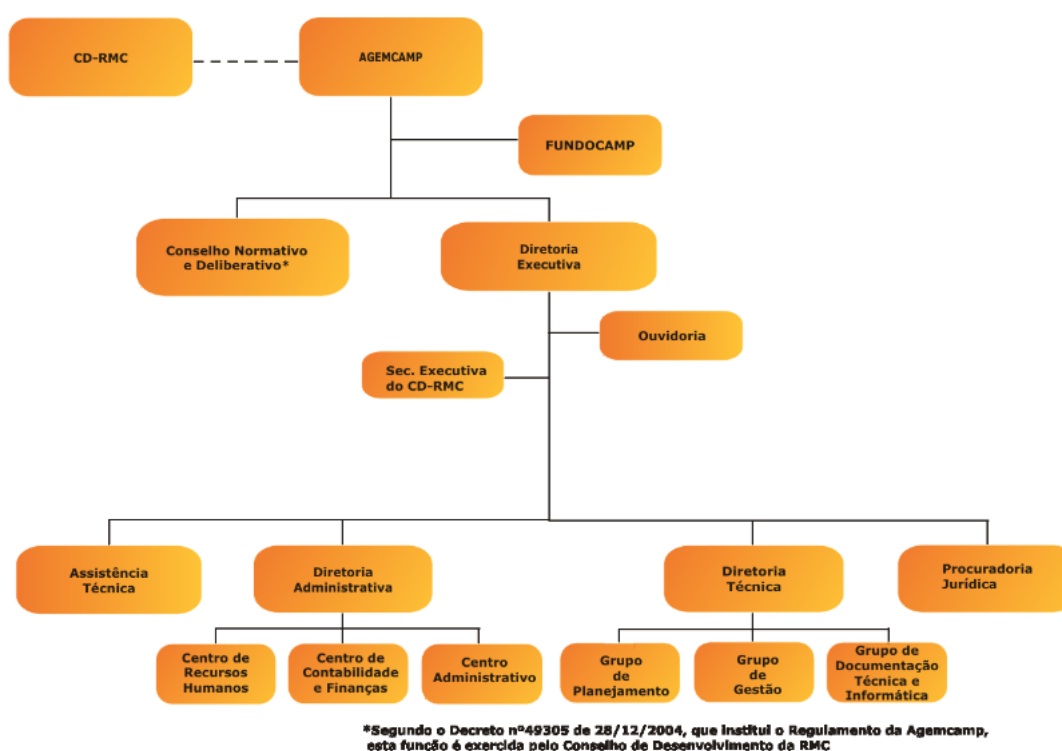 CD-RMC
AGEMCAMP
FUNDOCAMP
Conselho Normativo
e Deliberativo*
Diretoria
Executiva
Ouvidoria
Sec. Executiva
do CD-RMC
Assistência
Técnica
Diretoria
Administrativa
Diretoria
Técnica
Procuradoria
Jurídica
Centro de
Recursos
Humanos
Centro de
Contabilidade
e Finanças
Centro
Administrativo
Grupo
de
Planejamento
Grupo
de
Gestão
Grupo de
Documentação
Técnica e
Informática
*Segundo o Decreto nº49305 de 28/12/2004, que institui o Regulamento da Agemcamp,
esta função é exercida pelo Conselho de Desenvolvimento da RMC